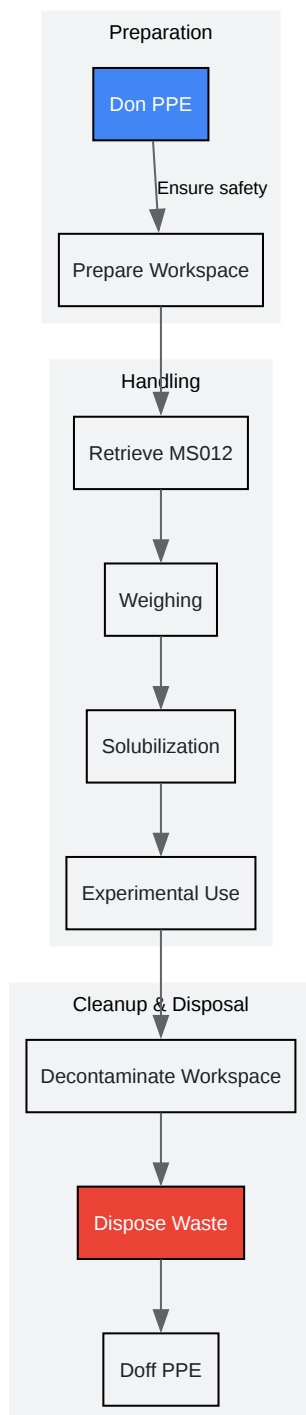 Preparation
Don PPE
Ensure safety
Prepare Workspace
Handling
Retrieve MS012
Weighing
Solubilization
Experimental Use
Cleanup & Disposal
Decontaminate Workspace
Dispose Waste
Doff PPE